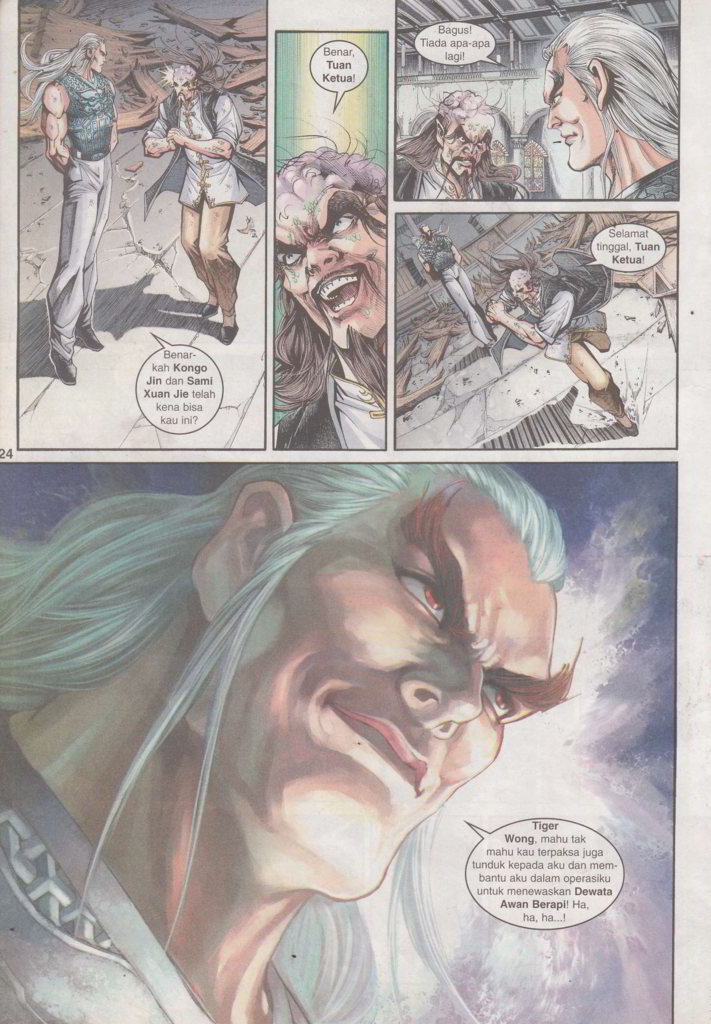 Benar-
kah Kongo
Jin dan Sami
Xuan Jie telah
kena bisa
kau ini?
Benar,
Tuan
Ketua!
Bagus!
Tiada apa-apa
lagi!
Selamat
tinggal, Tuan
Ketua!
24
Tiger
Wong, mahu tak
mahu kau terpaksa juga
tunduk kepada aku dan mem-
bantu aku dalam operasiku
untuk menewaskan Dewata
Awan Berapi! Ha,
ha, ha...!